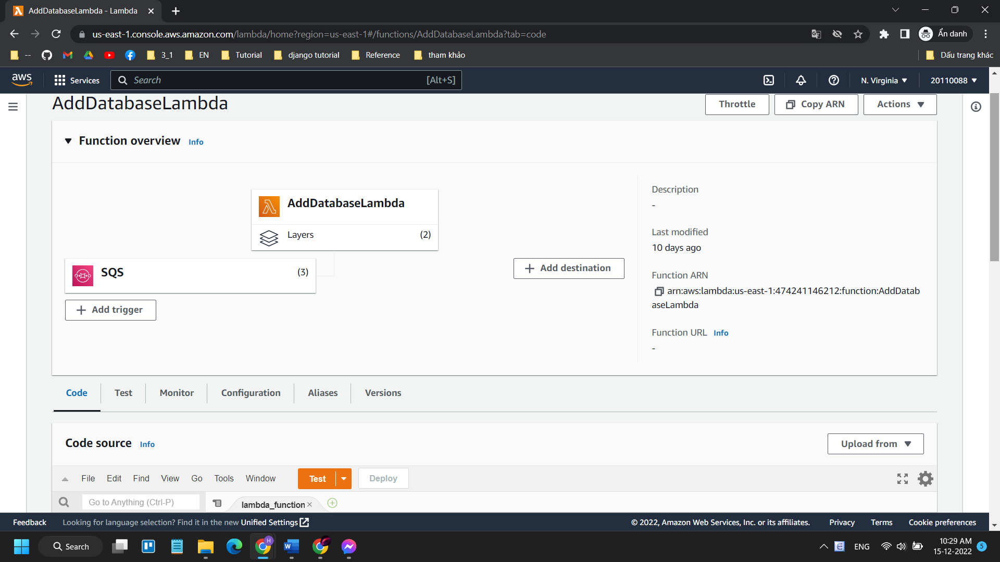 AddDatabaseLambda - Lambda
us-east-1.console.aws.amazon.com/lambda/home?region=us-east-1#/functions/AddDatabaseLambda?tab=code
Ẩn danh
--
3_1
EN
Tutorial
django tutorial
Reference
tham khảo
Dấu trang khác
aws
Services
Search
[Alt+S]
N. Virginia
20110088
AddDatabaseLambda
Throttle
Copy ARN
Actions
Function overview Info
AddDatabaseLambda
Layers (2)
SQS (3)
Add trigger
Add destination
Description
-
Last modified
10 days ago
Function ARN
arn:aws:lambda:us-east-1:474241146212:function:AddDatab
aseLambda
Function URL Info
-
Code
Test
Monitor
Configuration
Aliases
Versions
Code source Info
Upload from
File
Edit
Find
View
Go
Tools
Window
Test
Deploy
Go to Anything (Ctrl-P)
lambda_function
Feedback
Looking for language selection? Find it in the new Unified Settings
© 2022, Amazon Web Services, Inc. or its affiliates.
Privacy
Terms
Cookie preferences
Search
H
W
E
ENG
10:29 AM
15-12-2022
5